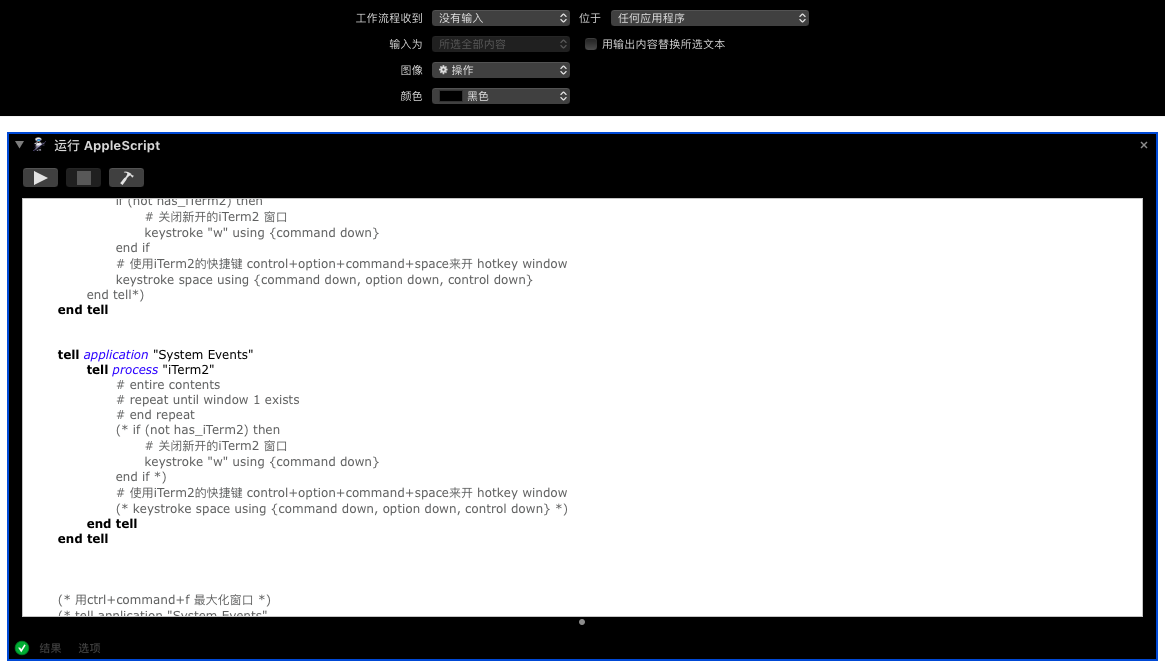 工作流程收到 没有输入 位于 任何应用程序
输入为 所选全部内容 用输出内容替换所选文本
图像 操作
颜色 黑色
运行 AppleScript
if (not has_iTerm2) then
# 关闭新开的iTerm2 窗口
keystroke "w" using {command down}
end if
# 使用iTerm2的快捷键 control+option+command+space来开 hotkey window
keystroke space using {command down, option down, control down}
end tell*)
end tell
tell application "System Events"
tell process "iTerm2"
# entire contents
# repeat until window 1 exists
# end repeat
(* if (not has_iTerm2) then
# 关闭新开的iTerm2 窗口
keystroke "w" using {command down}
end if *)
# 使用iTerm2的快捷键 control+option+command+space来开 hotkey window
(* keystroke space using {command down, option down, control down} *)
end tell
end tell
(* 用ctrl+command+f 最大化窗口 *)
(* tell application "System Events"
结果 选项